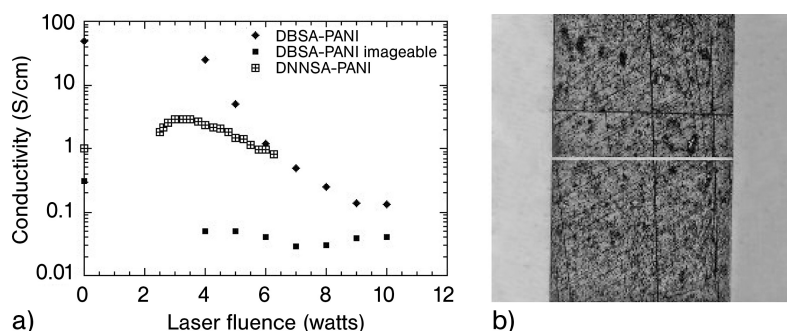 100
10
1
0.1
0.01
Conductivity (S/cm)
DBSA-PANI
DBSA-PANI imageable
DNNSA-PANI
0 2 4 6 8 10 12
Laser fluence (watts)
a)
b)